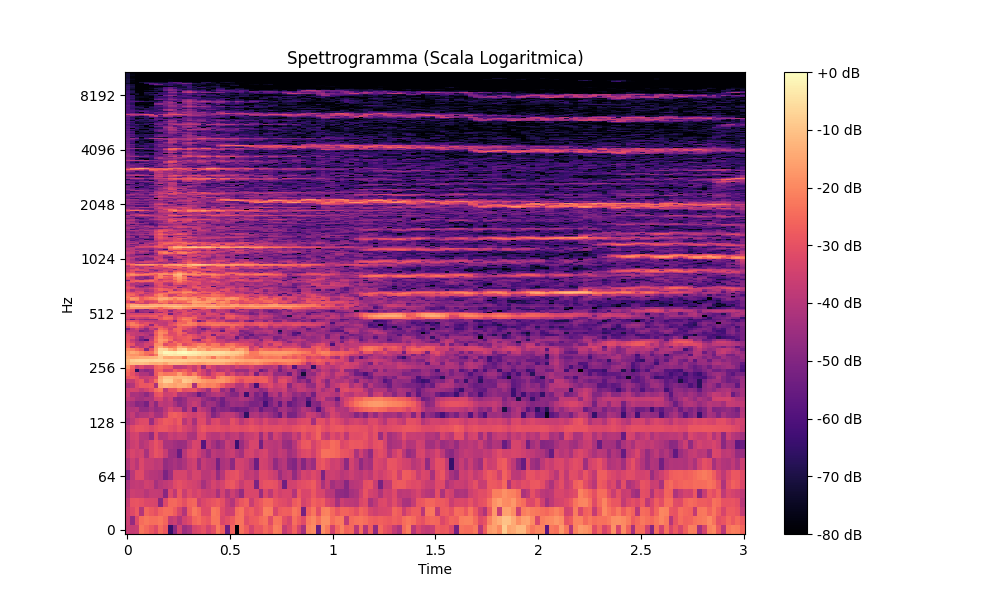 Spettrogramma (Scala Logaritmica)
Hz
8192
4096
2048
1024
512
256
128
64
0
0 0.5 1 1.5 2 2.5 3
Time
+0 dB
-10 dB
-20 dB
-30 dB
-40 dB
-50 dB
-60 dB
-70 dB
-80 dB